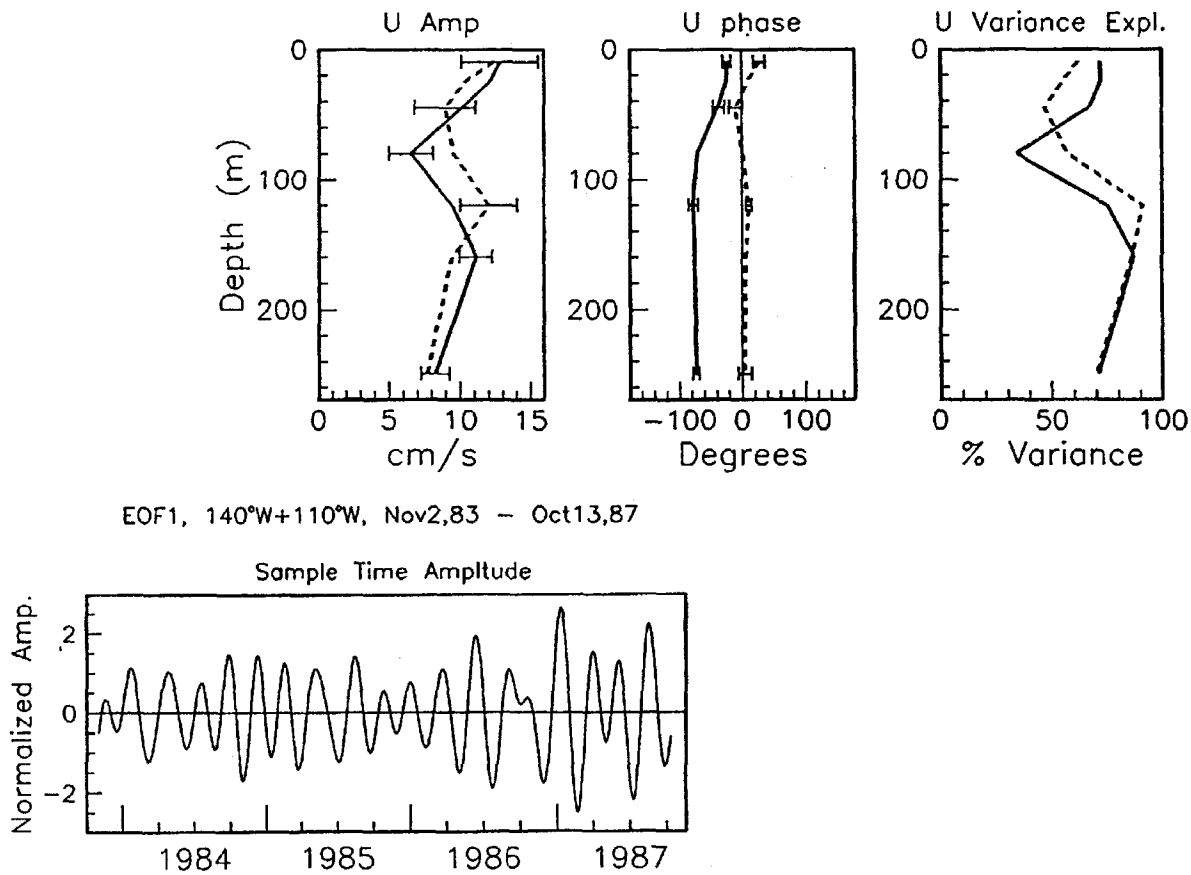 U Amp
U phase
U Variance Expl.
0
100
200
Depth (m)
0 5 10 15
cm/s
0
100
200
−100 0 100
Degrees
0
100
200
0 50 100
% Variance
EOF1, 140°W+110°W, Nov2,83 − Oct13,87
Sample Time Ampltude
Normalized Amp.
2
0
−2
1984 1985 1986 1987